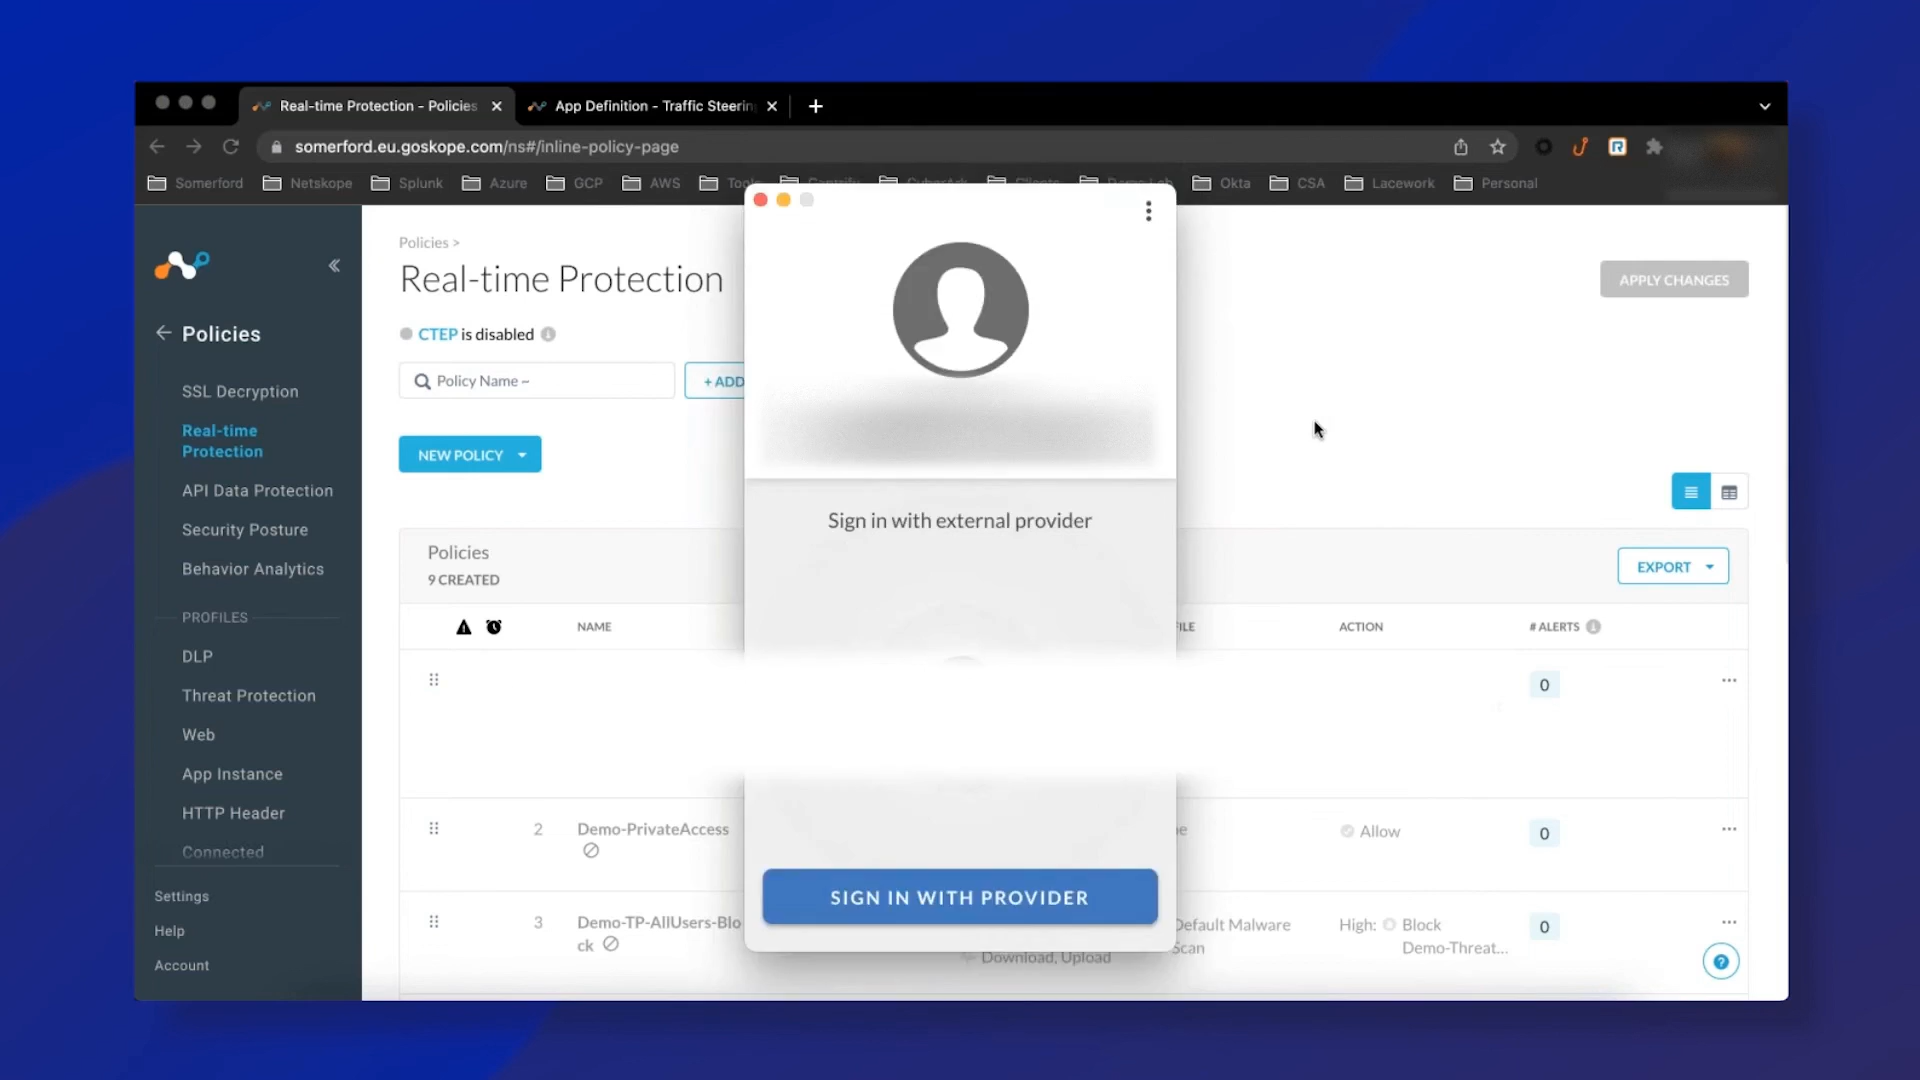 Real-time Protection - Policies
App Definition - Traffic Steerin
somerford.eu.goskope.com/ns#/inline-policy-page
Somerford
Netskope
Splunk
Azure
GCP
AWS
Okta
CSA
Lacework
Personal
Policies
SSL Decryption
Real-time
Protection
API Data Protection
Security Posture
Behavior Analytics
PROFILES
DLP
Threat Protection
Web
App Instance
HTTP Header
Connected
Settings
Help
Account
Policies >
Real-time Protection
APPLY CHANGES
CTEP is disabled
Policy Name ~
+ ADD
NEW POLICY
Policies
9 CREATED
EXPORT
NAME
ACTION
# ALERTS
0
2 Demo-PrivateAccess
Allow
0
3 Demo-TP-AllUsers-Blo
ck
Download, Upload
Default Malware
Scan
High: Block
Demo-Threat...
0
Sign in with external provider
SIGN IN WITH PROVIDER